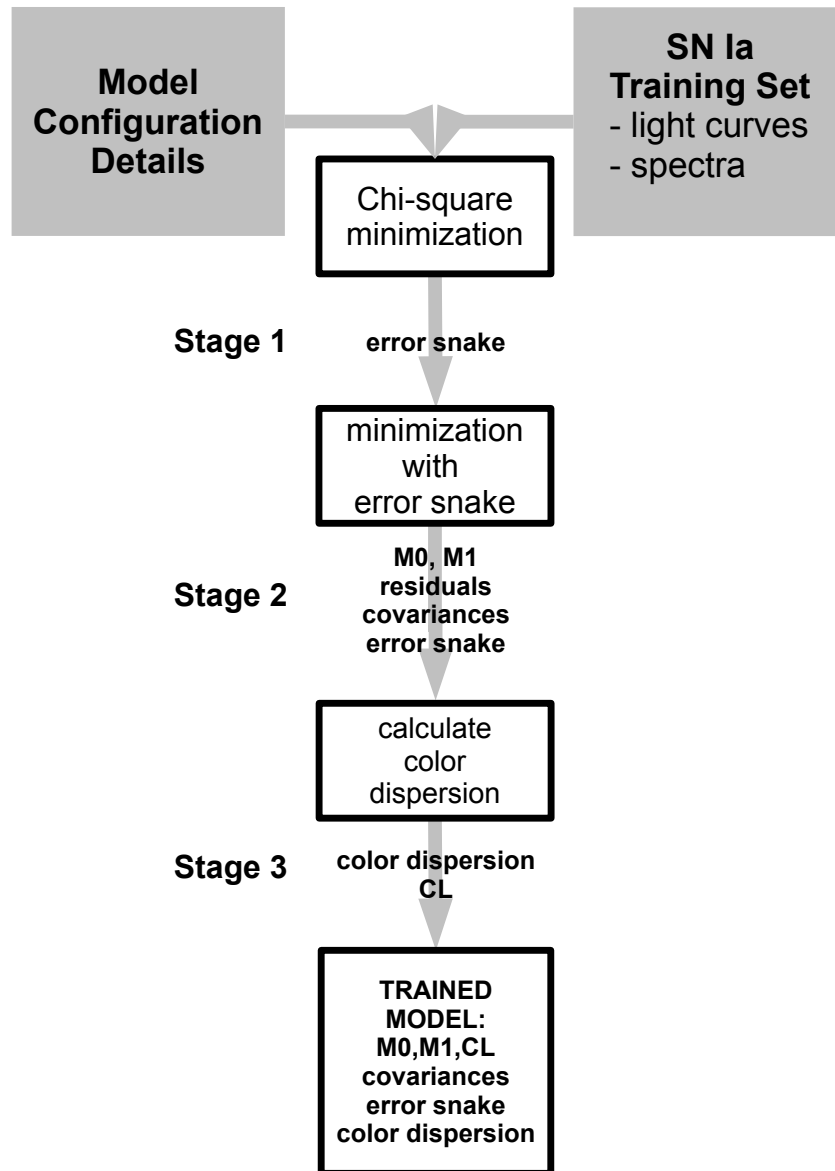 Model
Configuration
Details
SN Ia
Training Set
- light curves
- spectra
Chi-square
minimization
Stage 1
error snake
minimization
with
error snake
Stage 2
M0, M1
residuals
covariances
error snake
calculate
color
dispersion
Stage 3
color dispersion
CL
TRAINED
MODEL:
M0,M1,CL
covariances
error snake
color dispersion